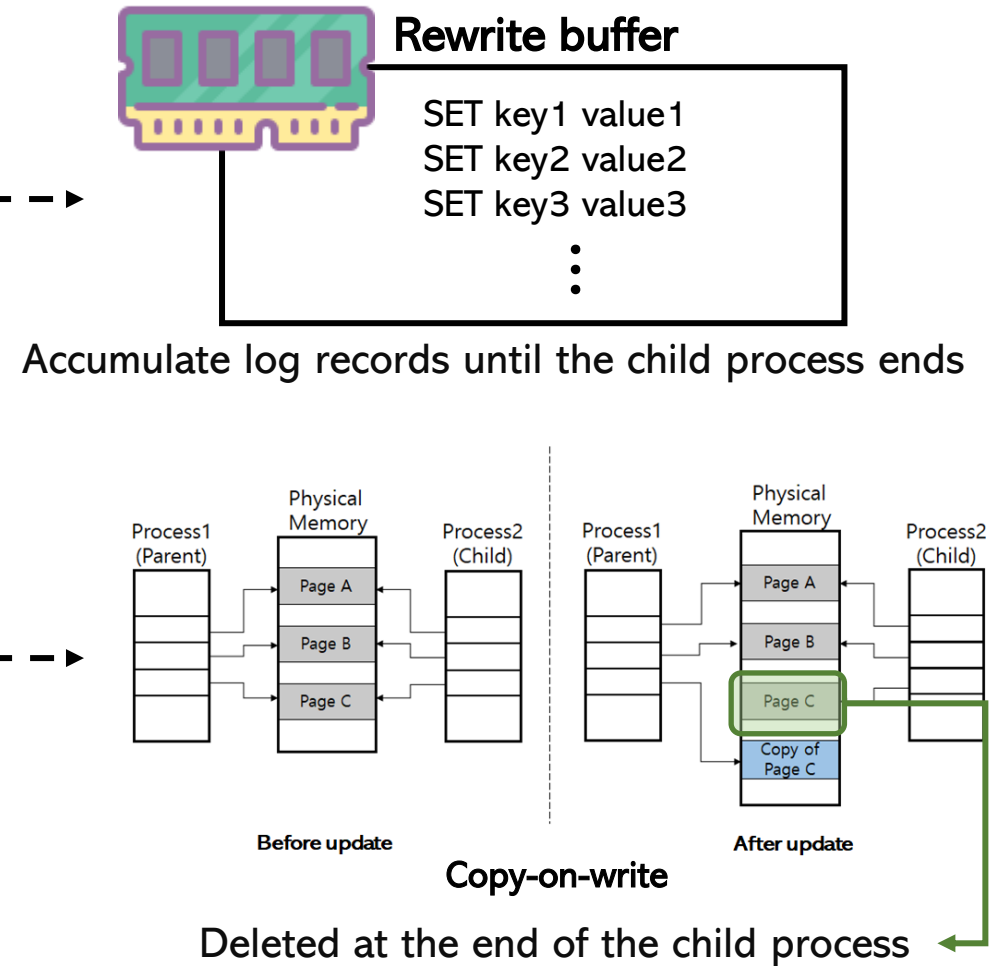 Rewrite buffer
SET key1 value1
SET key2 value2
SET key3 value3
Accumulate log records until the child process ends
Process1
(Parent)
Physical
Memory
Process2
(Child)
Page A
Page B
Page C
Before update
Process1
(Parent)
Physical
Memory
Process2
(Child)
Page A
Page B
Page C
Copy of
Page C
After update
Copy-on-write
Deleted at the end of the child process